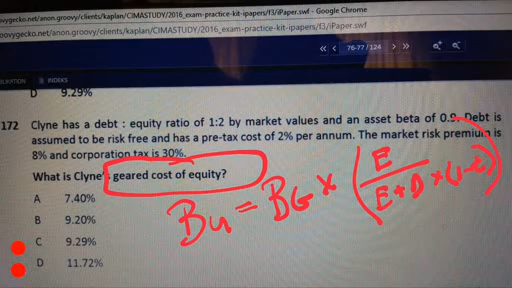 ovygecko.net/anon.groovy/clients/kaplan/CIMASTUDY/2016_exam-practice-kit-ipapers/f3/iPaper.swf - Google Chrome
ovygecko.net/anon.groovy/clients/kaplan/CIMASTUDY/2016_exam-practice-kit-ipapers/f3/iPaper.swf
76-77 / 124
INDEKS
D 9.29%
172 Clyne has a debt : equity ratio of 1:2 by market values and an asset beta of 0.9. Debt is
assumed to be risk free and has a pre-tax cost of 2% per annum. The market risk premium is
8% and corporation tax is 30%.
What is Clyne's geared cost of equity?
A 7.40%
B 9.20%
C 9.29%
D 11.72%
Bu = BG × (E / E+D × (1-t))